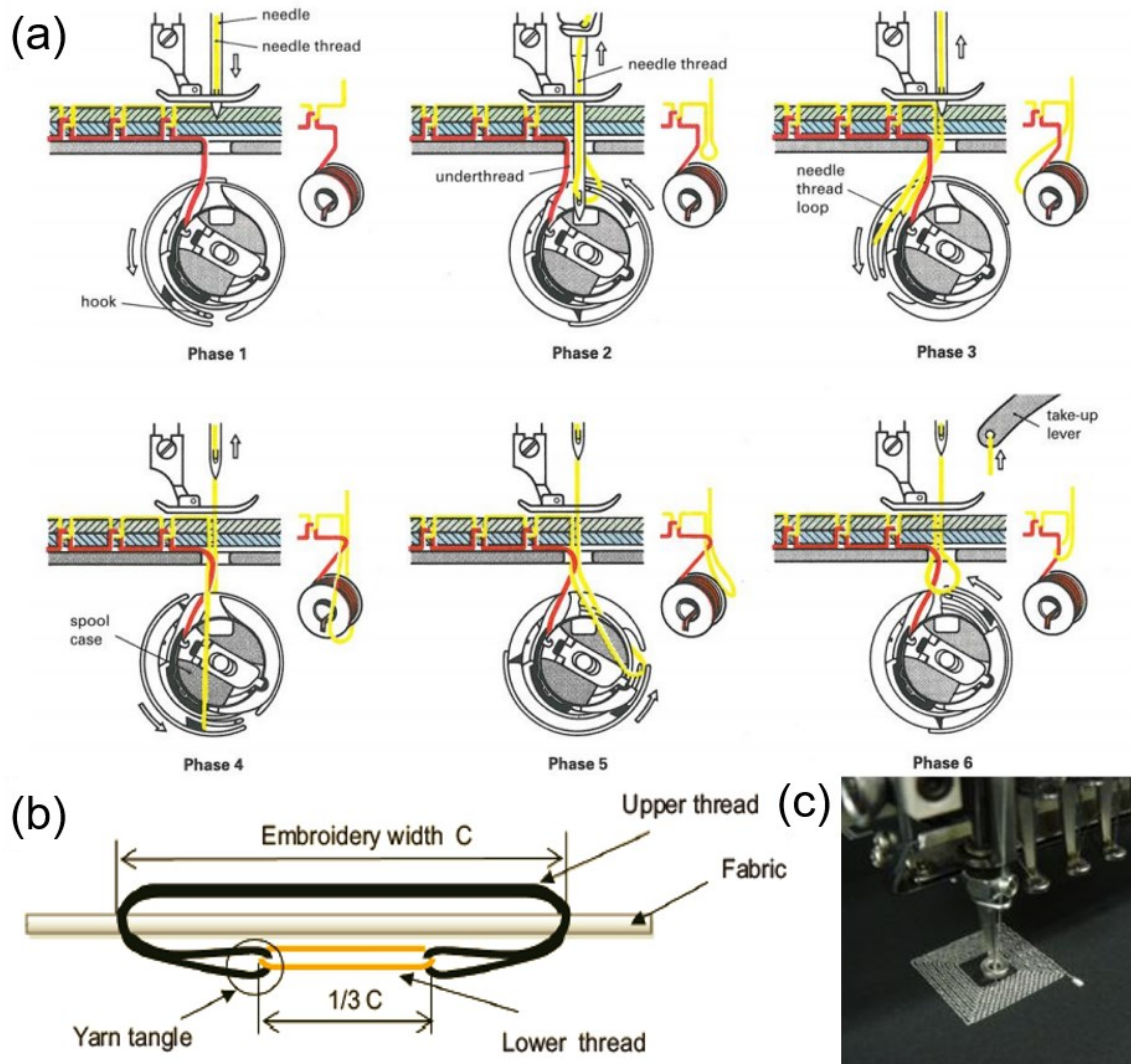 (a)
needle
needle thread
hook
Phase 1
needle thread
underthread
Phase 2
needle
thread
loop
Phase 3
spool
case
Phase 4
Phase 5
take-up
lever
Phase 6
(b)
Upper thread
Embroidery width C
Fabric
1/3 C
Yarn tangle
Lower thread
(c)